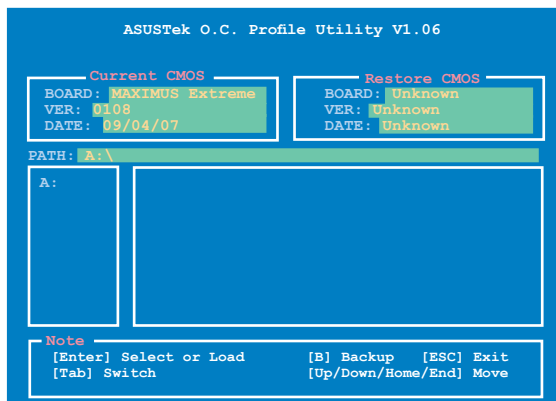 ASUSTek O.C. Profile Utility V1.06
Current CMOS
BOARD: MAXIMUS Extreme
VER: 0108
DATE: 09/04/07
Restore CMOS
BOARD: Unknown
VER: Unknown
DATE: Unknown
PATH: A:\
A:
Note
[Enter] Select or Load [B] Backup [ESC] Exit
[Tab] Switch [Up/Down/Home/End] Move